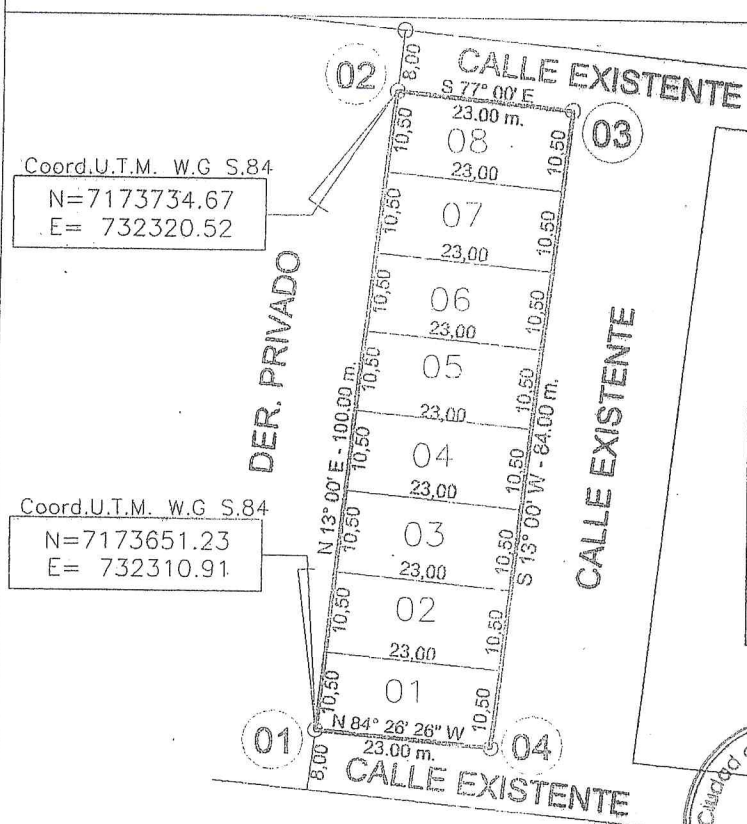 CALLE EXISTENTE
8,00
02
S 77° 00' E
23.00 m.
03
10,50
08
10,50
23,00
Coord.U.T.M. W.G S.84
N=7173734.67
E= 732320.52
10,50
07
10,50
23,00
DER. PRIVADO
10,50
06
10,50
23,00
10,50
05
10,50
23,00
N 13° 00' E - 100.00 m.
10,50
04
10,50
23,00
S 13° 00' W - 84.00 m.
CALLE EXISTENTE
Coord.U.T.M. W.G S.84
N=7173651.23
E= 732310.91
10,50
03
10,50
23,00
10,50
02
10,50
23,00
10,50
01
10,50
N 84° 26' 26" W
23.00 m.
01
04
8,00
CALLE EXISTENTE
Ciudad